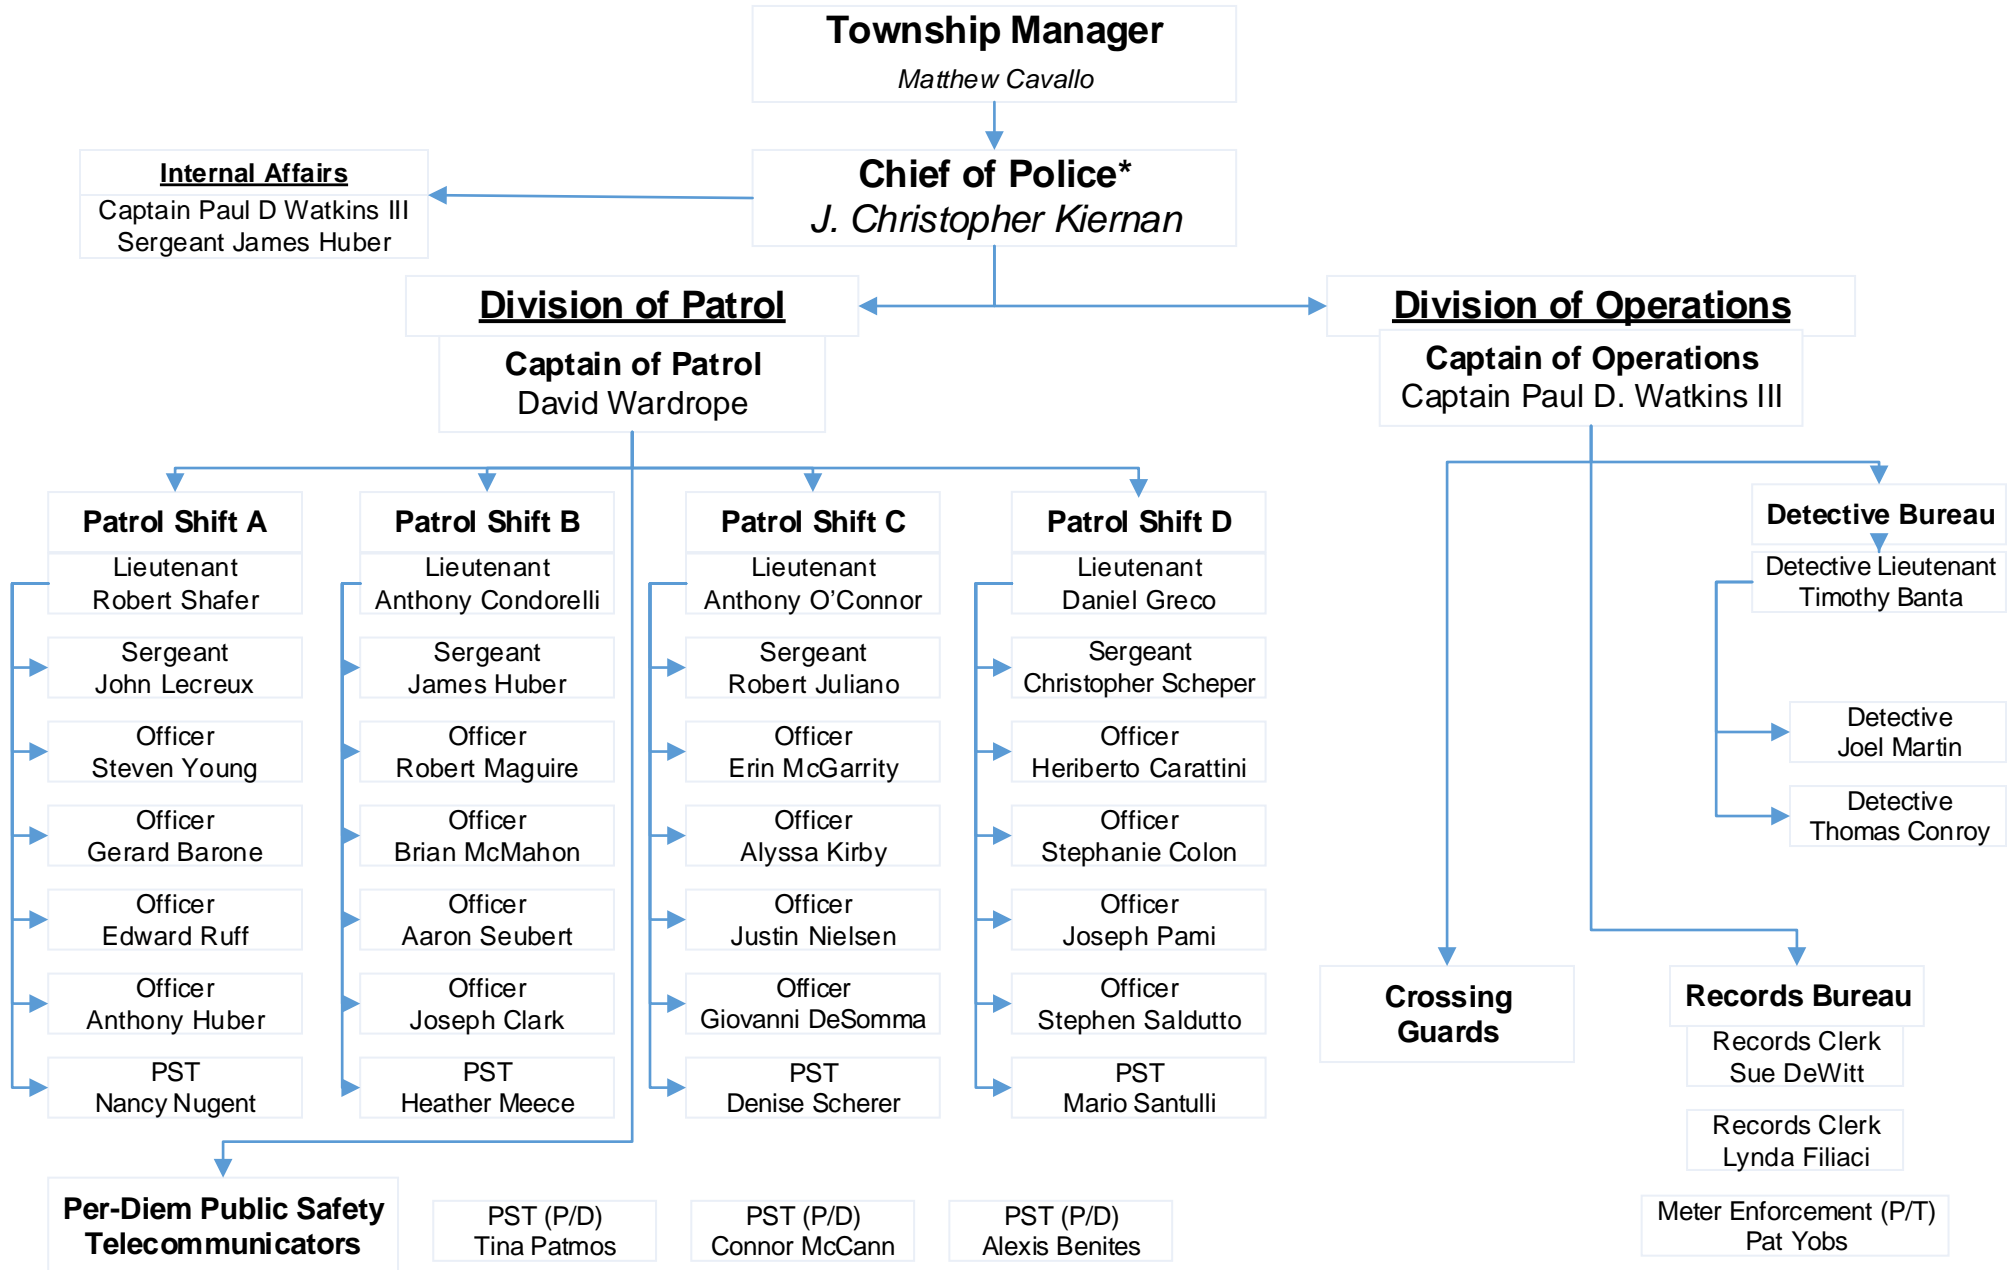 Township Manager
Matthew Cavallo
Chief of Police*
J. Christopher Kiernan
Internal Affairs
Captain Paul D Watkins III
Sergeant James Huber
Division of Patrol
Captain of Patrol
David Wardrope
Division of Operations
Captain of Operations
Captain Paul D. Watkins III
Patrol Shift A
Lieutenant
Robert Shafer
Sergeant
John Lecreux
Officer
Steven Young
Officer
Gerard Barone
Officer
Edward Ruff
Officer
Anthony Huber
PST
Nancy Nugent
Patrol Shift B
Lieutenant
Anthony Condorelli
Sergeant
James Huber
Officer
Robert Maguire
Officer
Brian McMahon
Officer
Aaron Seubert
Officer
Joseph Clark
PST
Heather Meece
Patrol Shift C
Lieutenant
Anthony O’Connor
Sergeant
Robert Juliano
Officer
Erin McGarrity
Officer
Alyssa Kirby
Officer
Justin Nielsen
Officer
Giovanni DeSomma
PST
Denise Scherer
Patrol Shift D
Lieutenant
Daniel Greco
Sergeant
Christopher Scheper
Officer
Heriberto Carattini
Officer
Stephanie Colon
Officer
Joseph Pami
Officer
Stephen Saldutto
PST
Mario Santulli
Per-Diem Public Safety
Telecommunicators
PST (P/D)
Tina Patmos
PST (P/D)
Connor McCann
PST (P/D)
Alexis Benites
Detective Bureau
Detective Lieutenant
Timothy Banta
Detective
Joel Martin
Detective
Thomas Conroy
Crossing
Guards
Records Bureau
Records Clerk
Sue DeWitt
Records Clerk
Lynda Filiaci
Meter Enforcement (P/T)
Pat Yobs